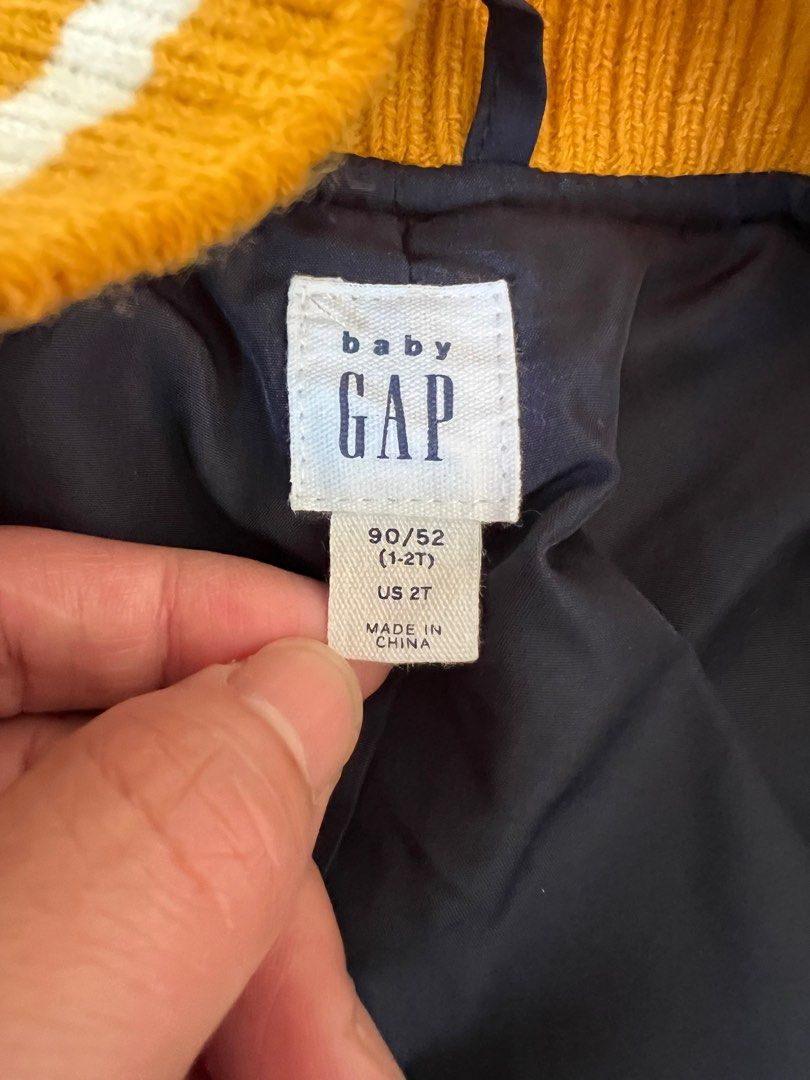 baby
GAP
90/52
(1-2T)
US 2T
MADE IN
CHINA